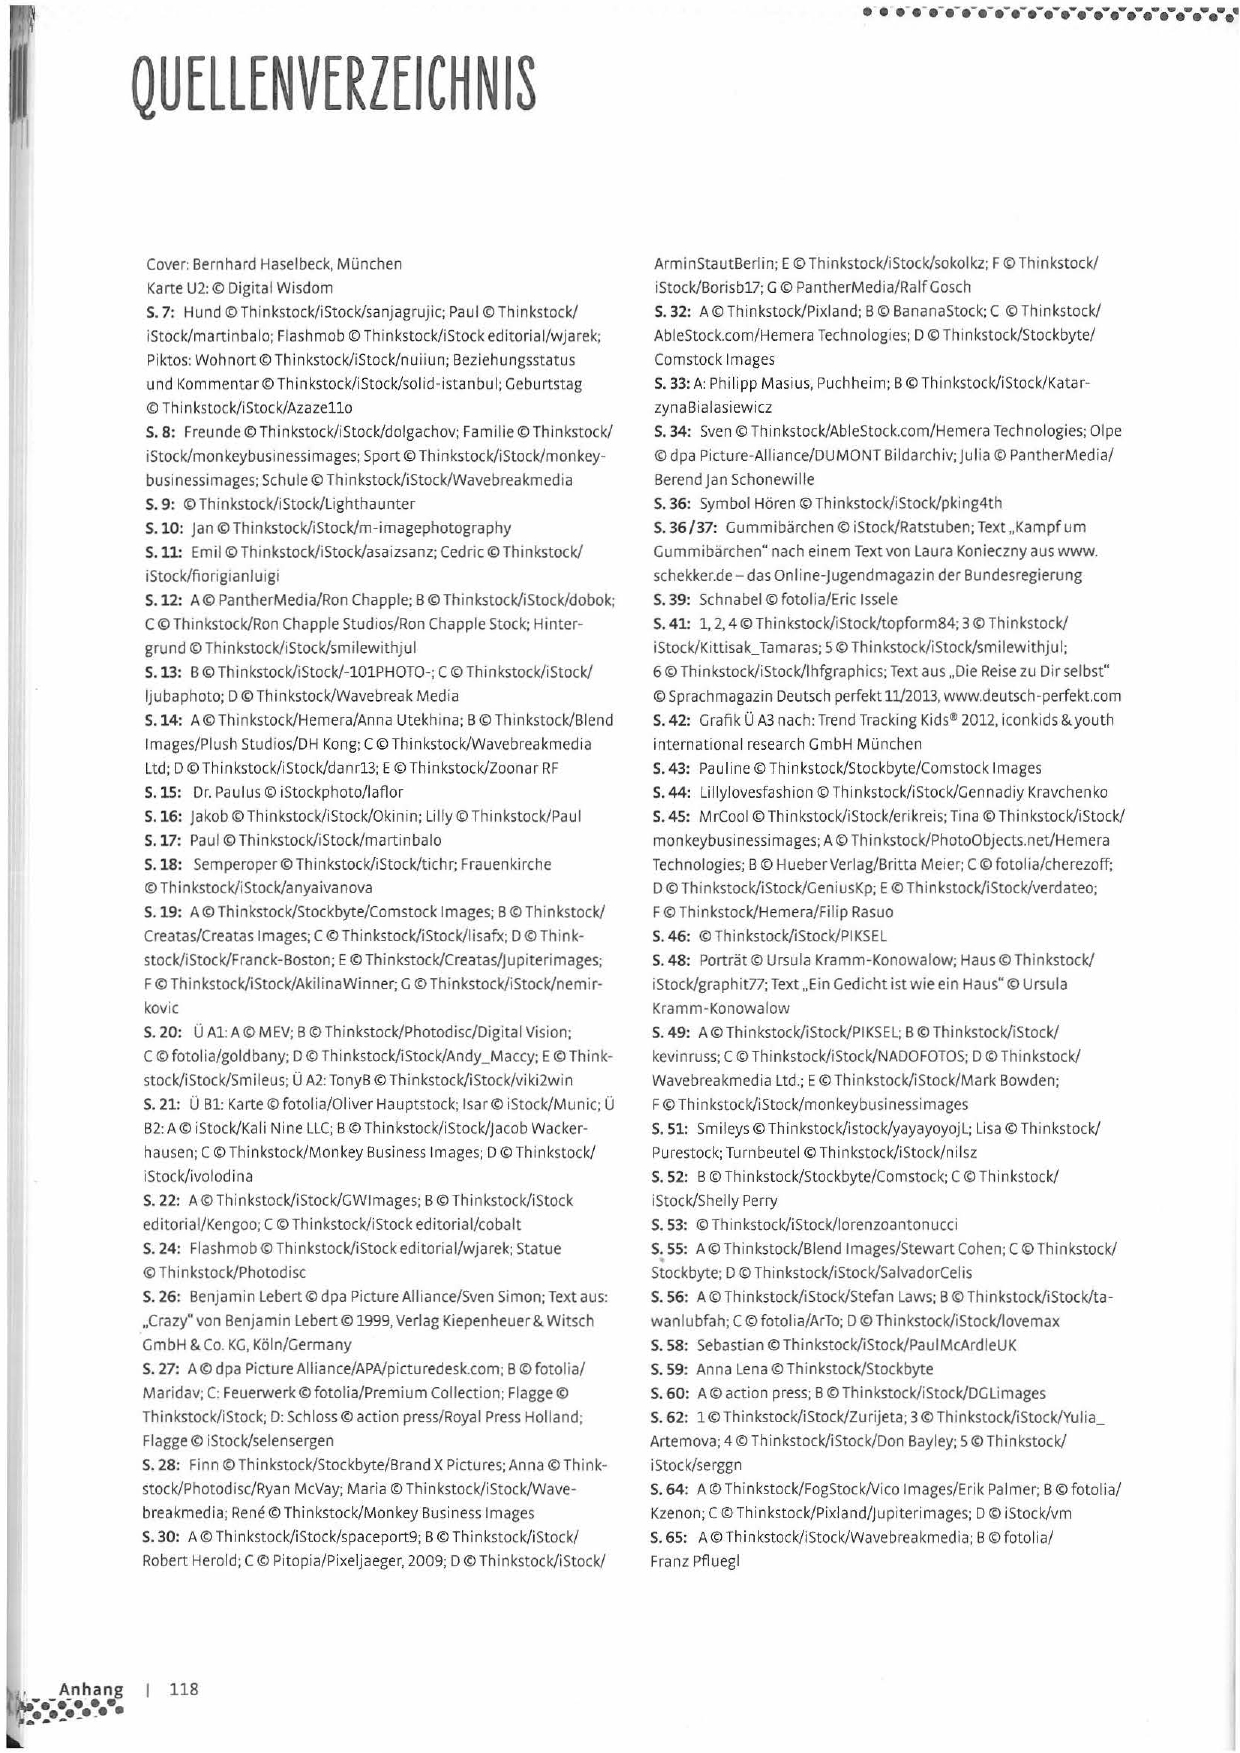 QUELLENVERZEICHNIS
Cover: Bernhard Haselbeck, München
Karte U2: © Digital Wisdom
S. 7: Hund © Thinkstock/iStock/sanjagrujic; Paul © Thinkstock/
iStock/martinbalo; Flashmob © Thinkstock/iStock editorial/wjarek;
Piktos: Wohnort © Thinkstock/iStock/nuiiun; Beziehungsstatus
und Kommentar © Thinkstock/iStock/solid-istanbul; Geburtstag
© Thinkstock/iStock/Azaze11o
S. 8: Freunde © Thinkstock/iStock/dolgachov; Familie © Thinkstock/
iStock/monkeybusinessimages; Sport © Thinkstock/iStock/monkey-
businessimages; Schule © Thinkstock/iStock/Wavebreakmedia
S. 9: © Thinkstock/iStock/Lighthaunter
S. 10: Jan © Thinkstock/iStock/m-imagephotography
S. 11: Emil © Thinkstock/iStock/asaizsanz; Cedric © Thinkstock/
iStock/fiorigianluigi
S. 12: A © PantherMedia/Ron Chapple; B © Thinkstock/iStock/dobok;
C © Thinkstock/Ron Chapple Studios/Ron Chapple Stock; Hinter-
grund © Thinkstock/iStock/smilewithjul
S. 13: B © Thinkstock/iStock/-101PHOTO-; C © Thinkstock/iStock/
ljubaphoto; D © Thinkstock/Wavebreak Media
S. 14: A © Thinkstock/Hemera/Anna Utekhina; B © Thinkstock/Blend
Images/Plush Studios/DH Kong; C © Thinkstock/Wavebreakmedia
Ltd; D © Thinkstock/iStock/danr13; E © Thinkstock/Zoonar RF
S. 15: Dr. Paulus © iStockphoto/laflor
S. 16: Jakob © Thinkstock/iStock/Okinin; Lilly © Thinkstock/Paul
S. 17: Paul © Thinkstock/iStock/martinbalo
S. 18: Semperoper © Thinkstock/iStock/tichr; Frauenkirche
© Thinkstock/iStock/anyaivanova
S. 19: A © Thinkstock/Stockbyte/Comstock Images; B © Thinkstock/
Creatas/Creatas Images; C © Thinkstock/iStock/lisafx; D © Think-
stock/iStock/Franck-Boston; E © Thinkstock/Creatas/Jupiterimages;
F © Thinkstock/iStock/AkilinaWinner; G © Thinkstock/iStock/nemir-
kovic
S. 20: Ü A1: A © MEV; B © Thinkstock/Photodisc/Digital Vision;
C © fotolia/goldbany; D © Thinkstock/iStock/Andy_Maccy; E © Think-
stock/iStock/Smileus; Ü A2: TonyB © Thinkstock/iStock/viki2win
S. 21: Ü B1: Karte © fotolia/Oliver Hauptstock; Isar © iStock/Munic; Ü
B2: A © iStock/Kali Nine LLC; B © Thinkstock/iStock/Jacob Wacker-
hausen; C © Thinkstock/Monkey Business Images; D © Thinkstock/
iStock/ivolodina
S. 22: A © Thinkstock/iStock/GWImages; B © Thinkstock/iStock
editorial/Kengoo; C © Thinkstock/iStock editorial/cobalt
S. 24: Flashmob © Thinkstock/iStock editorial/wjarek; Statue
© Thinkstock/Photodisc
S. 26: Benjamin Lebert © dpa Picture Alliance/Sven Simon; Text aus:
„Crazy“ von Benjamin Lebert © 1999, Verlag Kiepenheuer & Witsch
GmbH & Co. KG, Köln/Germany
S. 27: A © dpa Picture Alliance/APA/picturedesk.com; B © fotolia/
Maridav; C: Feuerwerk © fotolia/Premium Collection; Flagge ©
Thinkstock/iStock; D: Schloss © action press/Royal Press Holland;
Flagge © iStock/selensergen
S. 28: Finn © Thinkstock/Stockbyte/Brand X Pictures; Anna © Think-
stock/Photodisc/Ryan McVay; Maria © Thinkstock/iStock/Wave-
breakmedia; René © Thinkstock/Monkey Business Images
S. 30: A © Thinkstock/iStock/spaceport9; B © Thinkstock/iStock/
Robert Herold; C © Pitopia/Pixeljaeger, 2009; D © Thinkstock/iStock/
ArminStautBerlin; E © Thinkstock/iStock/sokolkz; F © Thinkstock/
iStock/Borisb17; G © PantherMedia/Ralf Gosch
S. 32: A © Thinkstock/Pixland; B © BananaStock; C © Thinkstock/
AbleStock.com/Hemera Technologies; D © Thinkstock/Stockbyte/
Comstock Images
S. 33: A: Philipp Masius, Puchheim; B © Thinkstock/iStock/Katar-
zynaBialasiewicz
S. 34: Sven © Thinkstock/AbleStock.com/Hemera Technologies; Olpe
© dpa Picture-Alliance/DUMONT Bildarchiv; Julia © PantherMedia/
Berend Jan Schonewille
S. 36: Symbol Hören © Thinkstock/iStock/pking4th
S. 36/37: Gummibärchen © iStock/Ratstuben; Text „Kampf um
Gummibärchen“ nach einem Text von Laura Konieczny aus www.
schekker.de – das Online-Jugendmagazin der Bundesregierung
S. 39: Schnabel © fotolia/Eric Issele
S. 41: 1, 2, 4 © Thinkstock/iStock/topform84; 3 © Thinkstock/
iStock/Kittisak_Tamaras; 5 © Thinkstock/iStock/smilewithjul;
6 © Thinkstock/iStock/lhfgraphics; Text aus „Die Reise zu Dir selbst“
© Sprachmagazin Deutsch perfekt 11/2013, www.deutsch-perfekt.com
S. 42: Grafik Ü A3 nach: Trend Tracking Kids® 2012, iconkids & youth
international research GmbH München
S. 43: Pauline © Thinkstock/Stockbyte/Comstock Images
S. 44: Lillylovesfashion © Thinkstock/iStock/Gennadiy Kravchenko
S. 45: MrCool © Thinkstock/iStock/erikreis; Tina © Thinkstock/iStock/
monkeybusinessimages; A © Thinkstock/PhotoObjects.net/Hemera
Technologies; B © Hueber Verlag/Britta Meier; C © fotolia/cherezoff;
D © Thinkstock/iStock/GeniusKp; E © Thinkstock/iStock/verdateo;
F © Thinkstock/Hemera/Filip Rasuo
S. 46: © Thinkstock/iStock/PIKSEL
S. 48: Porträt © Ursula Kramm-Konowalow; Haus © Thinkstock/
iStock/graphit77; Text „Ein Gedicht ist wie ein Haus“ © Ursula
Kramm-Konowalow
S. 49: A © Thinkstock/iStock/PIKSEL; B © Thinkstock/iStock/
kevinruss; C © Thinkstock/iStock/NADOFOTOS; D © Thinkstock/
Wavebreakmedia Ltd.; E © Thinkstock/iStock/Mark Bowden;
F © Thinkstock/iStock/monkeybusinessimages
S. 51: Smileys © Thinkstock/istock/yayayoyojL; Lisa © Thinkstock/
Purestock; Turnbeutel © Thinkstock/iStock/nilsz
S. 52: B © Thinkstock/Stockbyte/Comstock; C © Thinkstock/
iStock/Shelly Perry
S. 53: © Thinkstock/iStock/lorenzoantonucci
S. 55: A © Thinkstock/Blend Images/Stewart Cohen; C © Thinkstock/
Stockbyte; D © Thinkstock/iStock/SalvadorCelis
S. 56: A © Thinkstock/iStock/Stefan Laws; B © Thinkstock/iStock/ta-
wanlubfah; C © fotolia/ArTo; D © Thinkstock/iStock/lovemax
S. 58: Sebastian © Thinkstock/iStock/PaulMcArdleUK
S. 59: Anna Lena © Thinkstock/Stockbyte
S. 60: A © action press; B © Thinkstock/iStock/DGLimages
S. 62: 1 © Thinkstock/iStock/Zurijeta; 3 © Thinkstock/iStock/Yulia_
Artemova; 4 © Thinkstock/iStock/Don Bayley; 5 © Thinkstock/
iStock/serggn
S. 64: A © Thinkstock/FogStock/Vico Images/Erik Palmer; B © fotolia/
Kzenon; C © Thinkstock/Pixland/Jupiterimages; D © iStock/vm
S. 65: A © Thinkstock/iStock/Wavebreakmedia; B © fotolia/
Franz Pfluegl
Anhang | 118